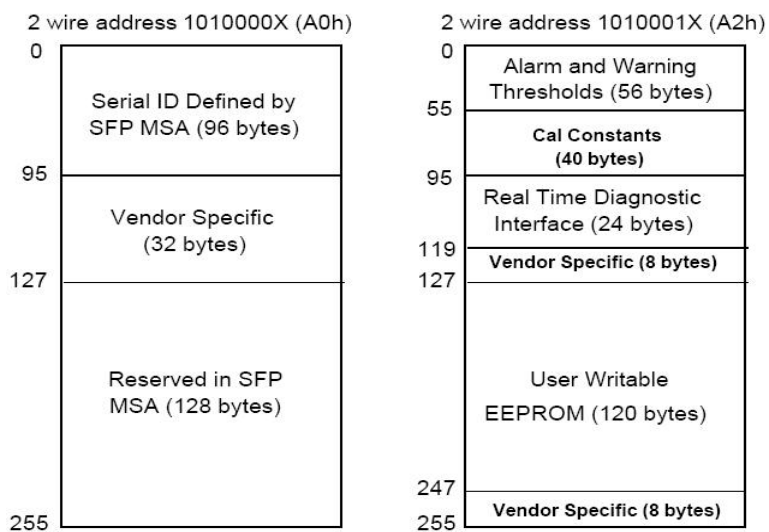 2 wire address 1010000X (A0h)
0
Serial ID Defined by
SFP MSA (96 bytes)
95
Vendor Specific
(32 bytes)
127
Reserved in SFP
MSA (128 bytes)
255
2 wire address 1010001X (A2h)
0
Alarm and Warning
Thresholds (56 bytes)
55
Cal Constants
(40 bytes)
95
Real Time Diagnostic
Interface (24 bytes)
119
Vendor Specific (8 bytes)
127
User Writable
EEPROM (120 bytes)
247
Vendor Specific (8 bytes)
255